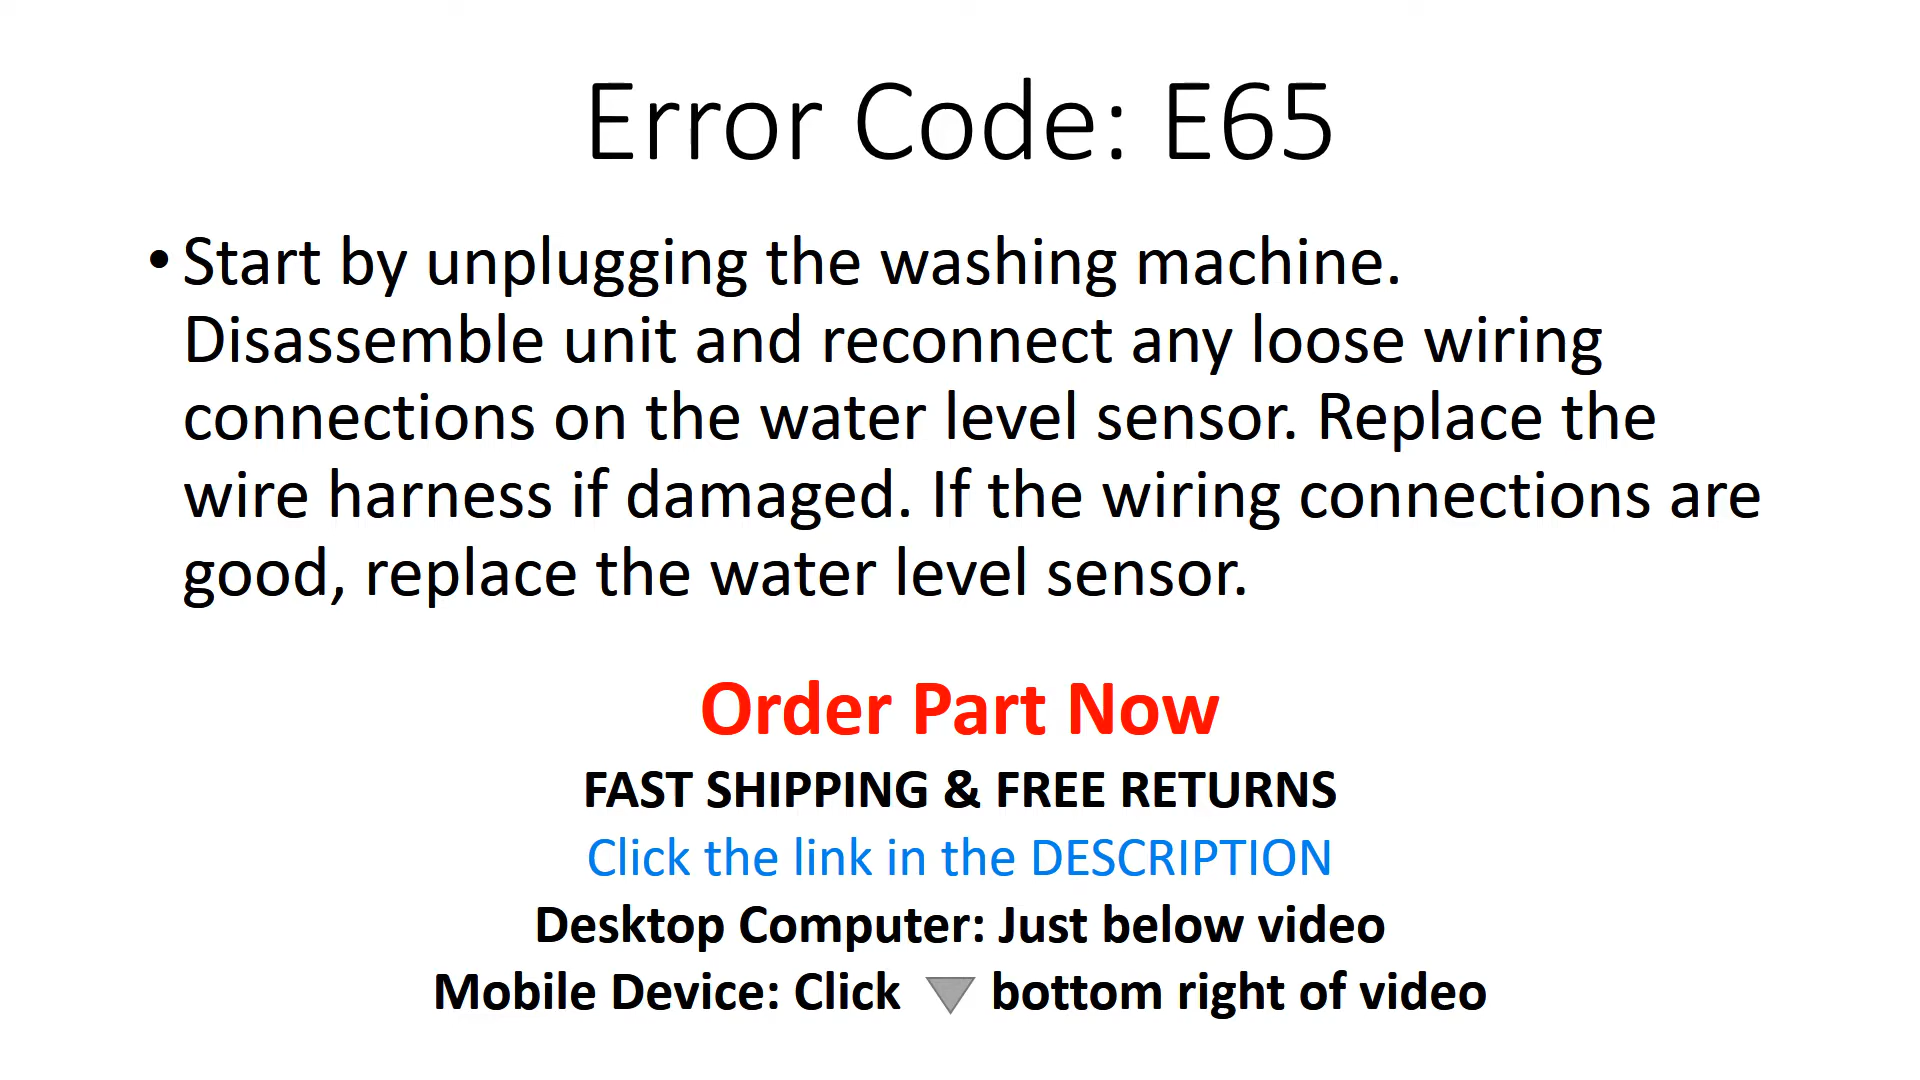 Error Code: E65
• Start by unplugging the washing machine.
Disassemble unit and reconnect any loose wiring
connections on the water level sensor. Replace the
wire harness if damaged. If the wiring connections are
good, replace the water level sensor.
Order Part Now
FAST SHIPPING & FREE RETURNS
Click the link in the DESCRIPTION
Desktop Computer: Just below video
Mobile Device: Click bottom right of video